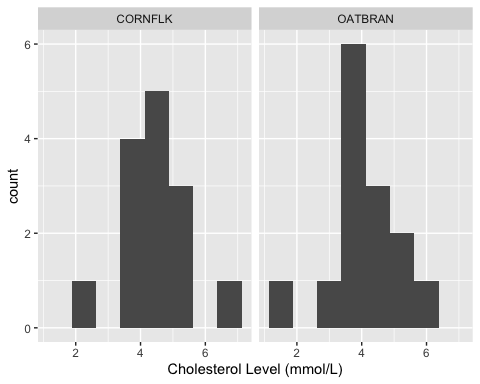 CORNFLK
OATBRAN
6
4
2
0
count
2 4 6
2 4 6
Cholesterol Level (mmol/L)